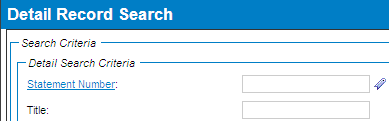 Detail Record Search
Search Criteria
Detail Search Criteria
Statement Number:
Title: